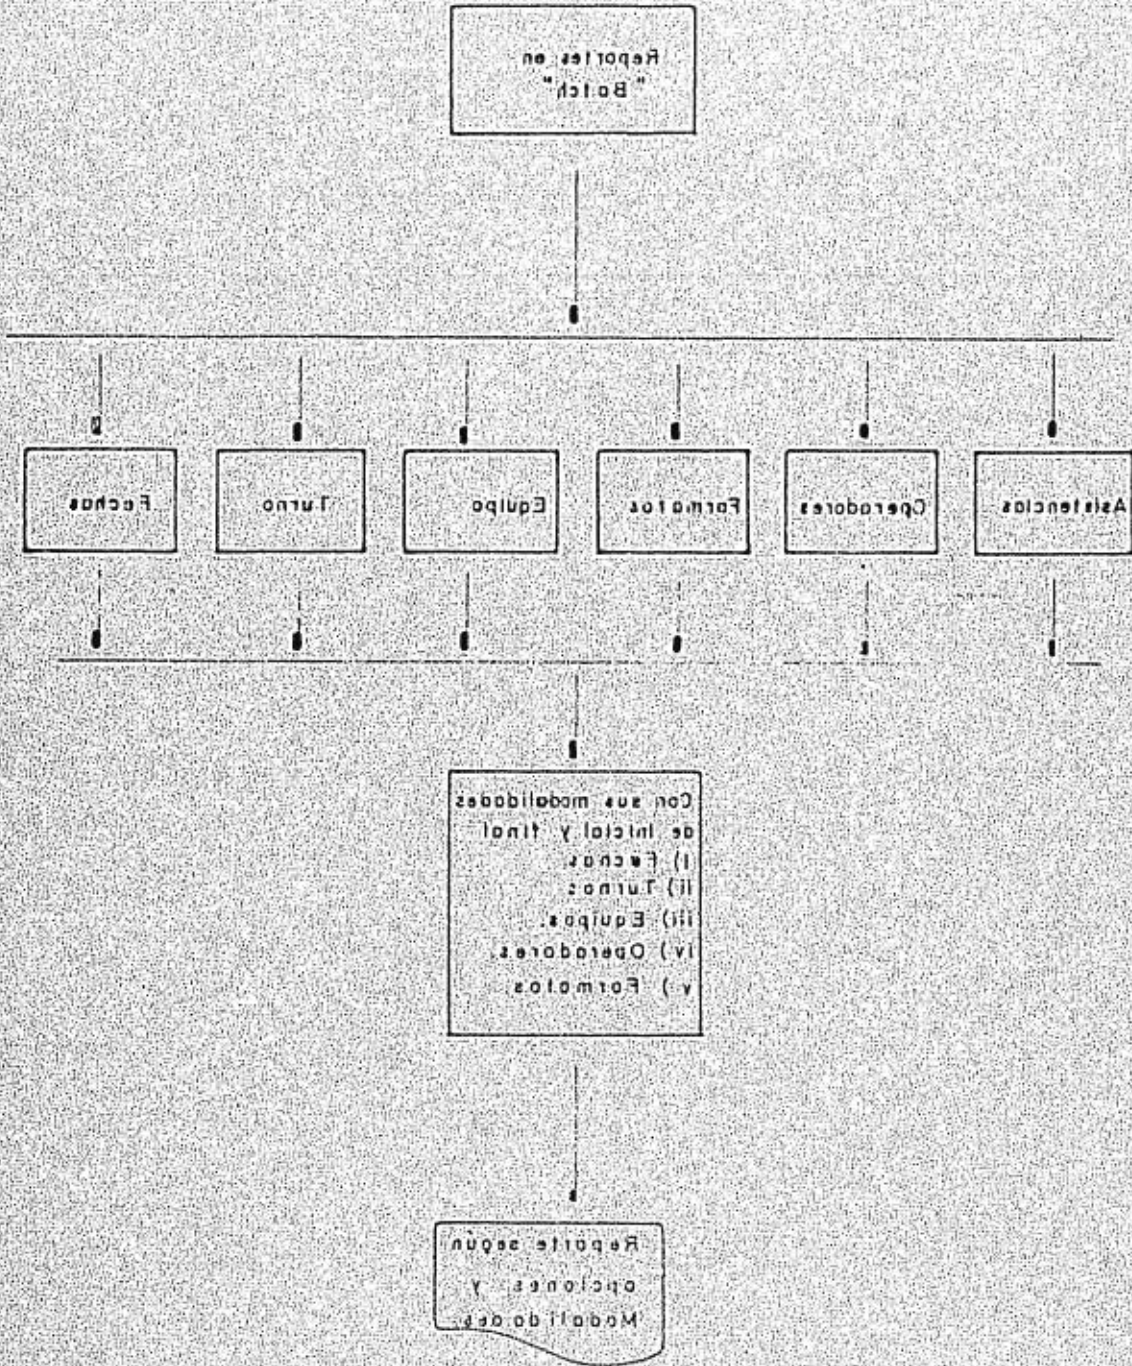 Reportes en
"Batch"
Asistencias
Operadores
Formatos
Equipo
Turno
Fechas
Con sus modalidades
de inicial y final
i) Fechas.
ii) Turnos.
iii) Equipos.
iv) Operadores.
v) Formatos.
Reporte según
opciones y
Modalidades.